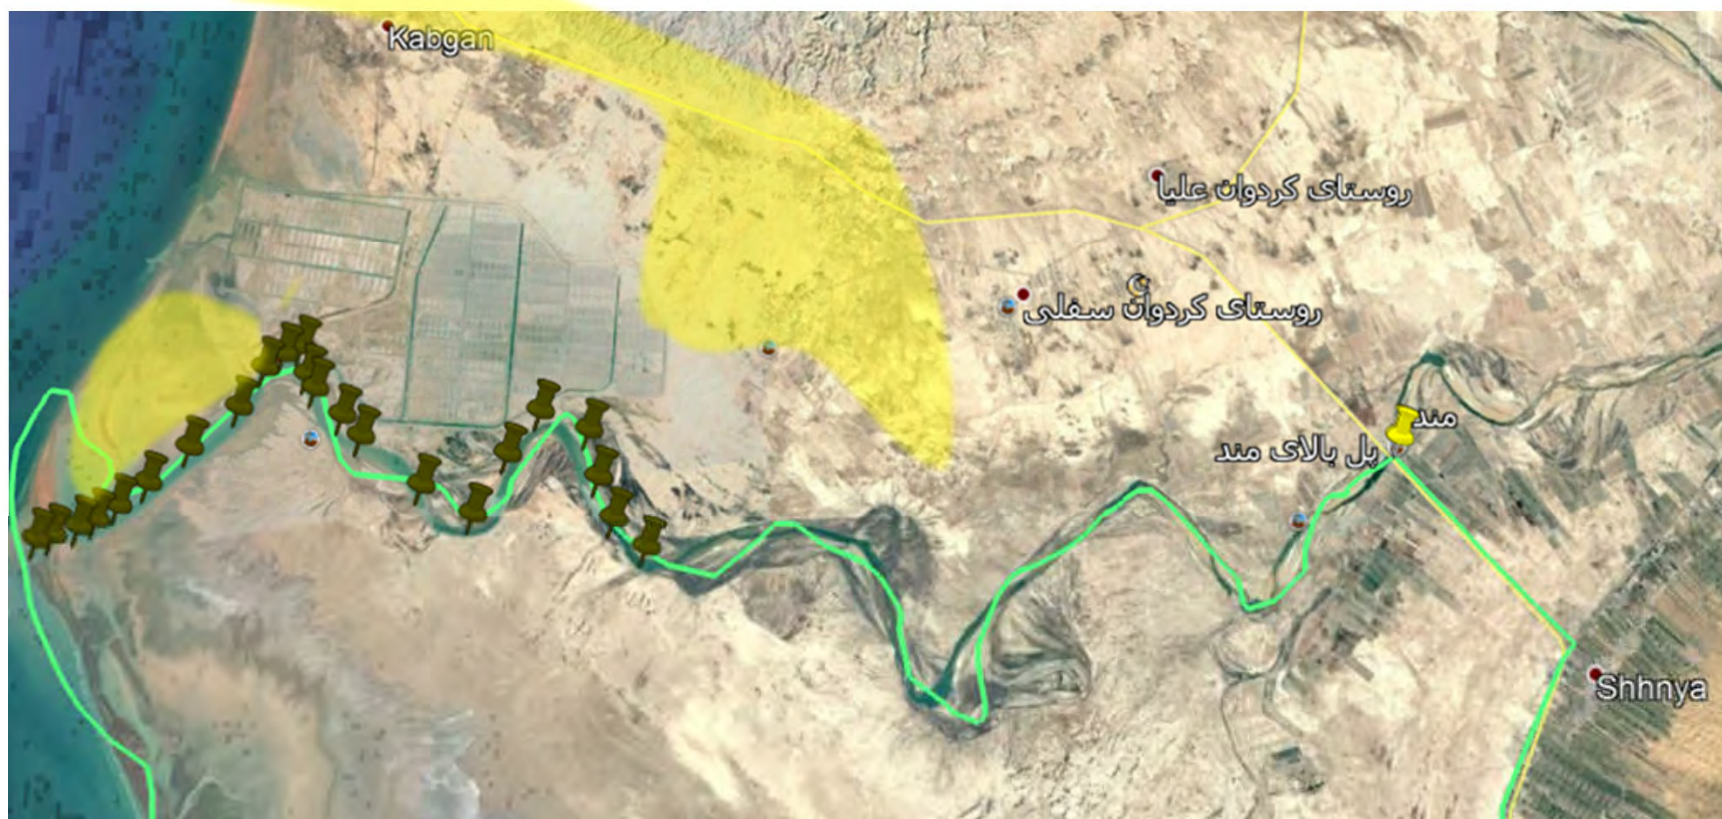 Kabgan
روستای کردوان علیا
روستای کردوان سفلی
مند
پل بالای مند
Shhnya